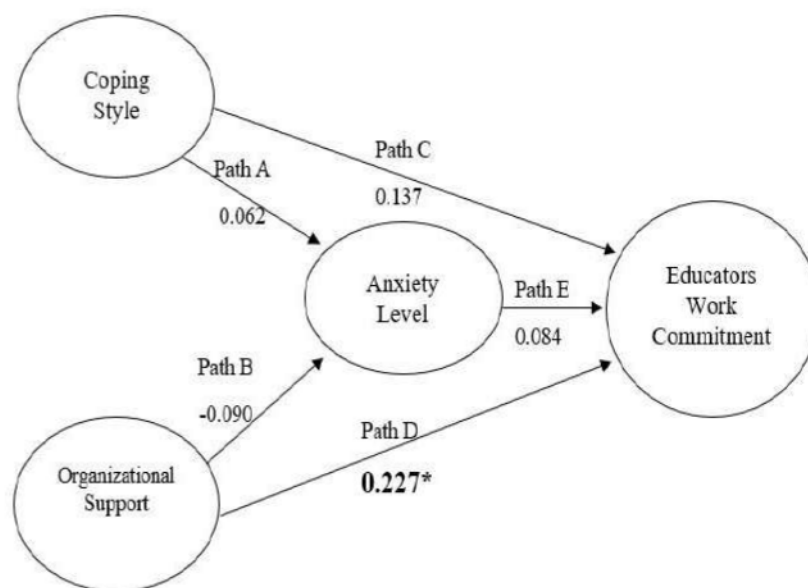 Coping
Style
Path C
0.137
Path A
0.062
Anxiety
Level
Path E
0.084
Educators
Work
Commitment
Path B
-0.090
Path D
0.227*
Organizational
Support